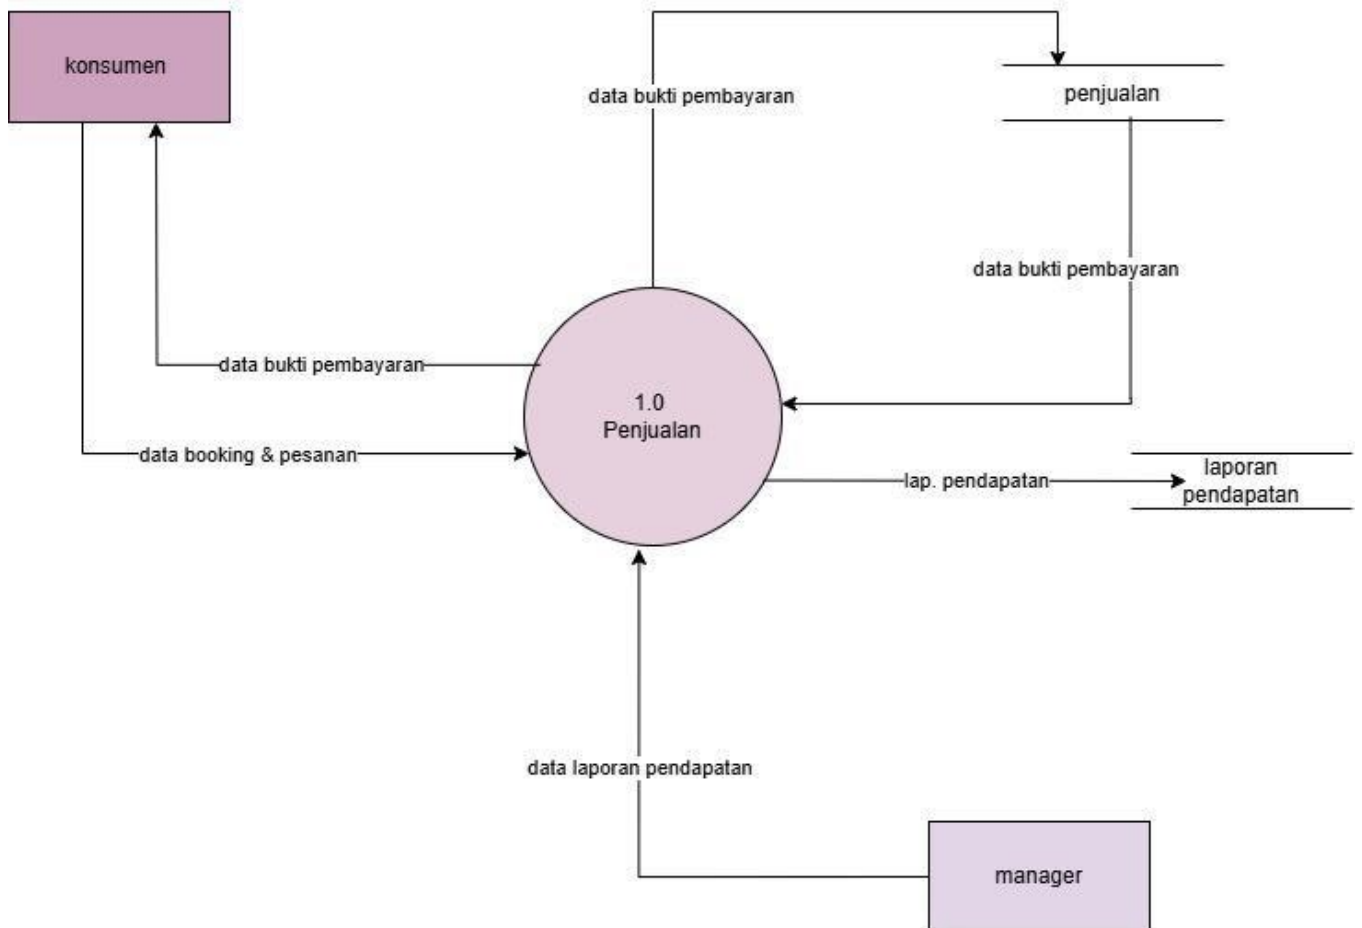 konsumen
data bukti pembayaran
penjualan
data bukti pembayaran
data bukti pembayaran
1.0
Penjualan
data booking & pesanan
lap. pendapatan
laporan
pendapatan
data laporan pendapatan
manager